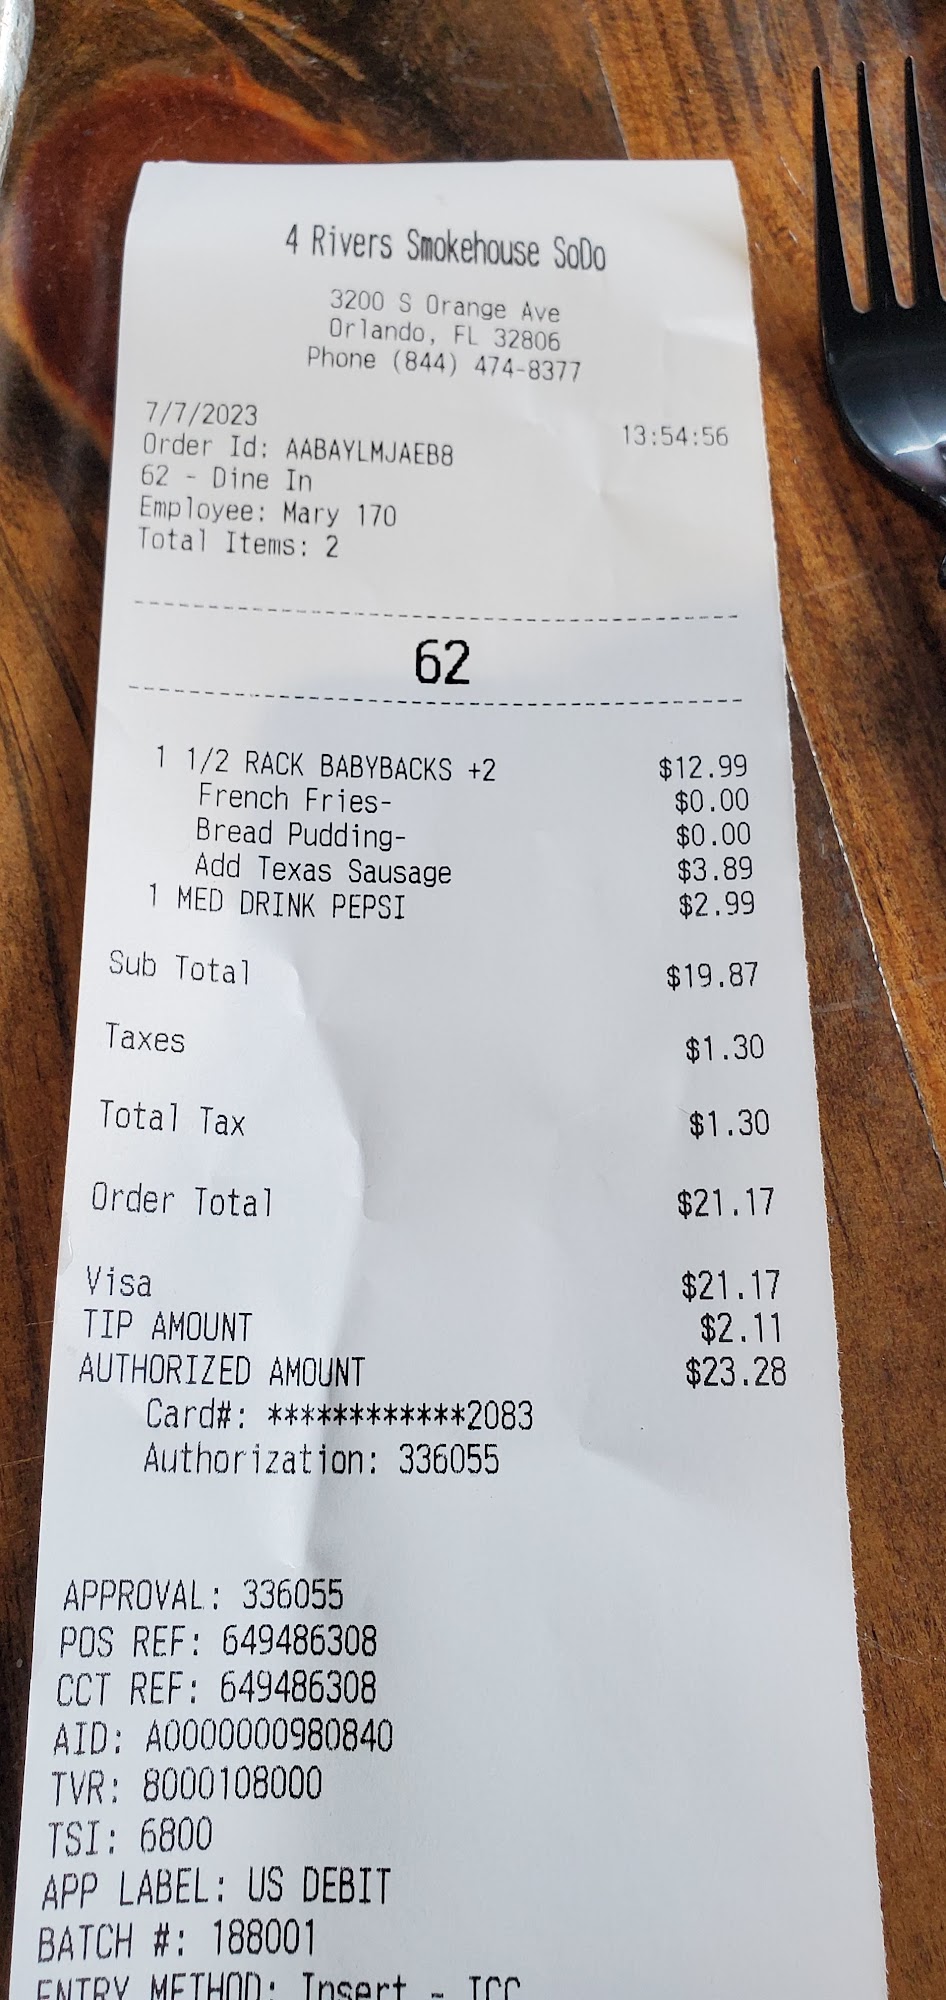 4 Rivers Smokehouse SoDo
3200 S Orange Ave
Orlando, FL 32806
Phone (844) 474-8377
7/7/2023 13:54:56
Order Id: AABAYLMJAEB8
62 - Dine In
Employee: Mary 170
Total Items: 2
62
1 1/2 RACK BABYBACKS +2 $12.99
French Fries- $0.00
Bread Pudding- $0.00
Add Texas Sausage $3.89
1 MED DRINK PEPSI $2.99
Sub Total $19.87
Taxes $1.30
Total Tax $1.30
Order Total $21.17
Visa $21.17
TIP AMOUNT $2.11
AUTHORIZED AMOUNT $23.28
Card#: ************2083
Authorization: 336055
APPROVAL: 336055
POS REF: 649486308
CCT REF: 649486308
AID: A0000000980840
TVR: 8000108000
TSI: 6800
APP LABEL: US DEBIT
BATCH #: 188001
ENTRY METHOD: Insert - ICC